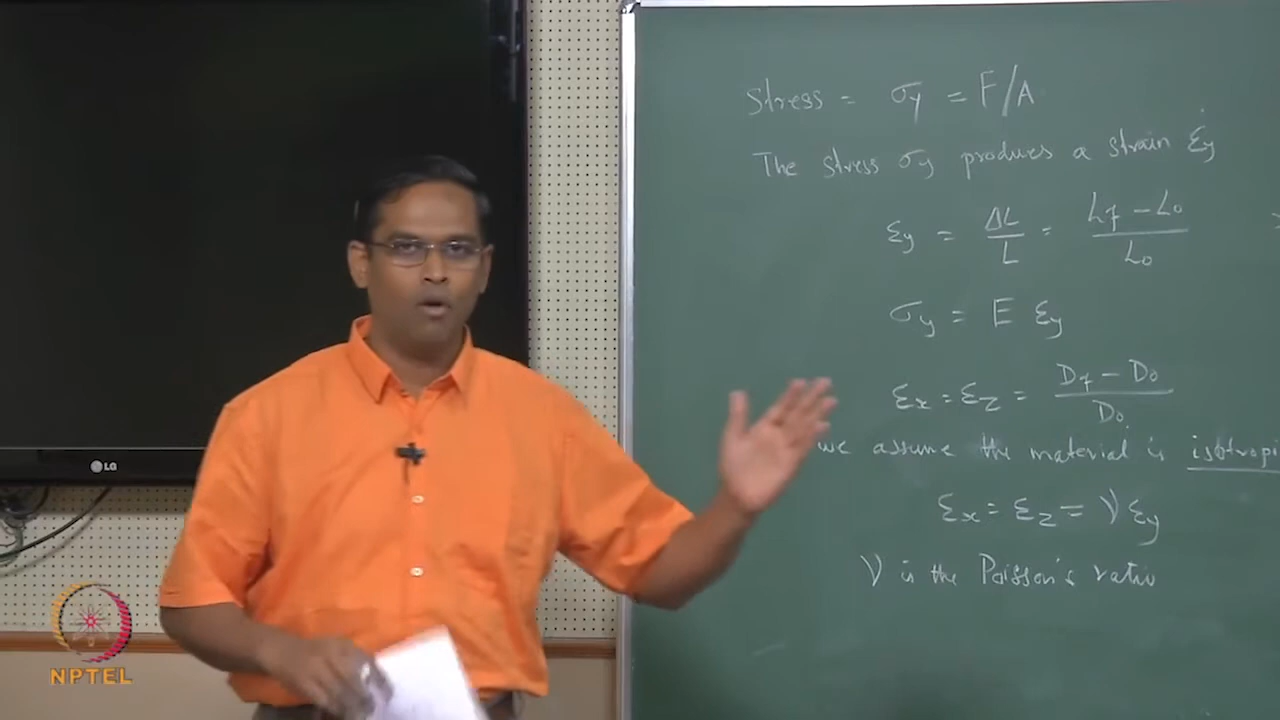 Stress = σy = F/A
The stress σy produces a strain εy
εy = ΔL/L = Lf - Lo/Lo
σy = E εy
εx = εz = Df - Do/Do
we assume the material is isotropi
εx = εz = ν εy
ν is the Poisson's ratio
LG
NPTEL